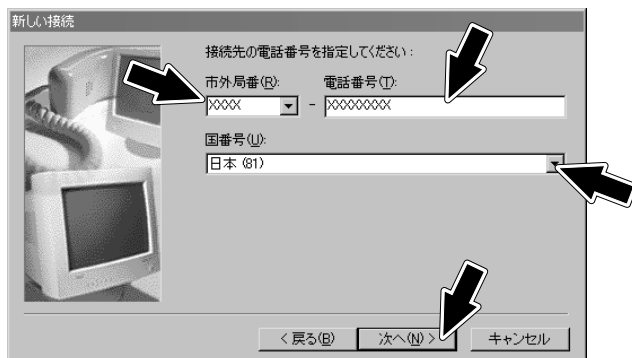 新しい接続
接続先の電話番号を指定してください：
市外局番(R): 電話番号(T):
XXXX - XXXXXXXX
国番号(U):
日本 (81)
< 戻る(B) 次へ(N) > キャンセル